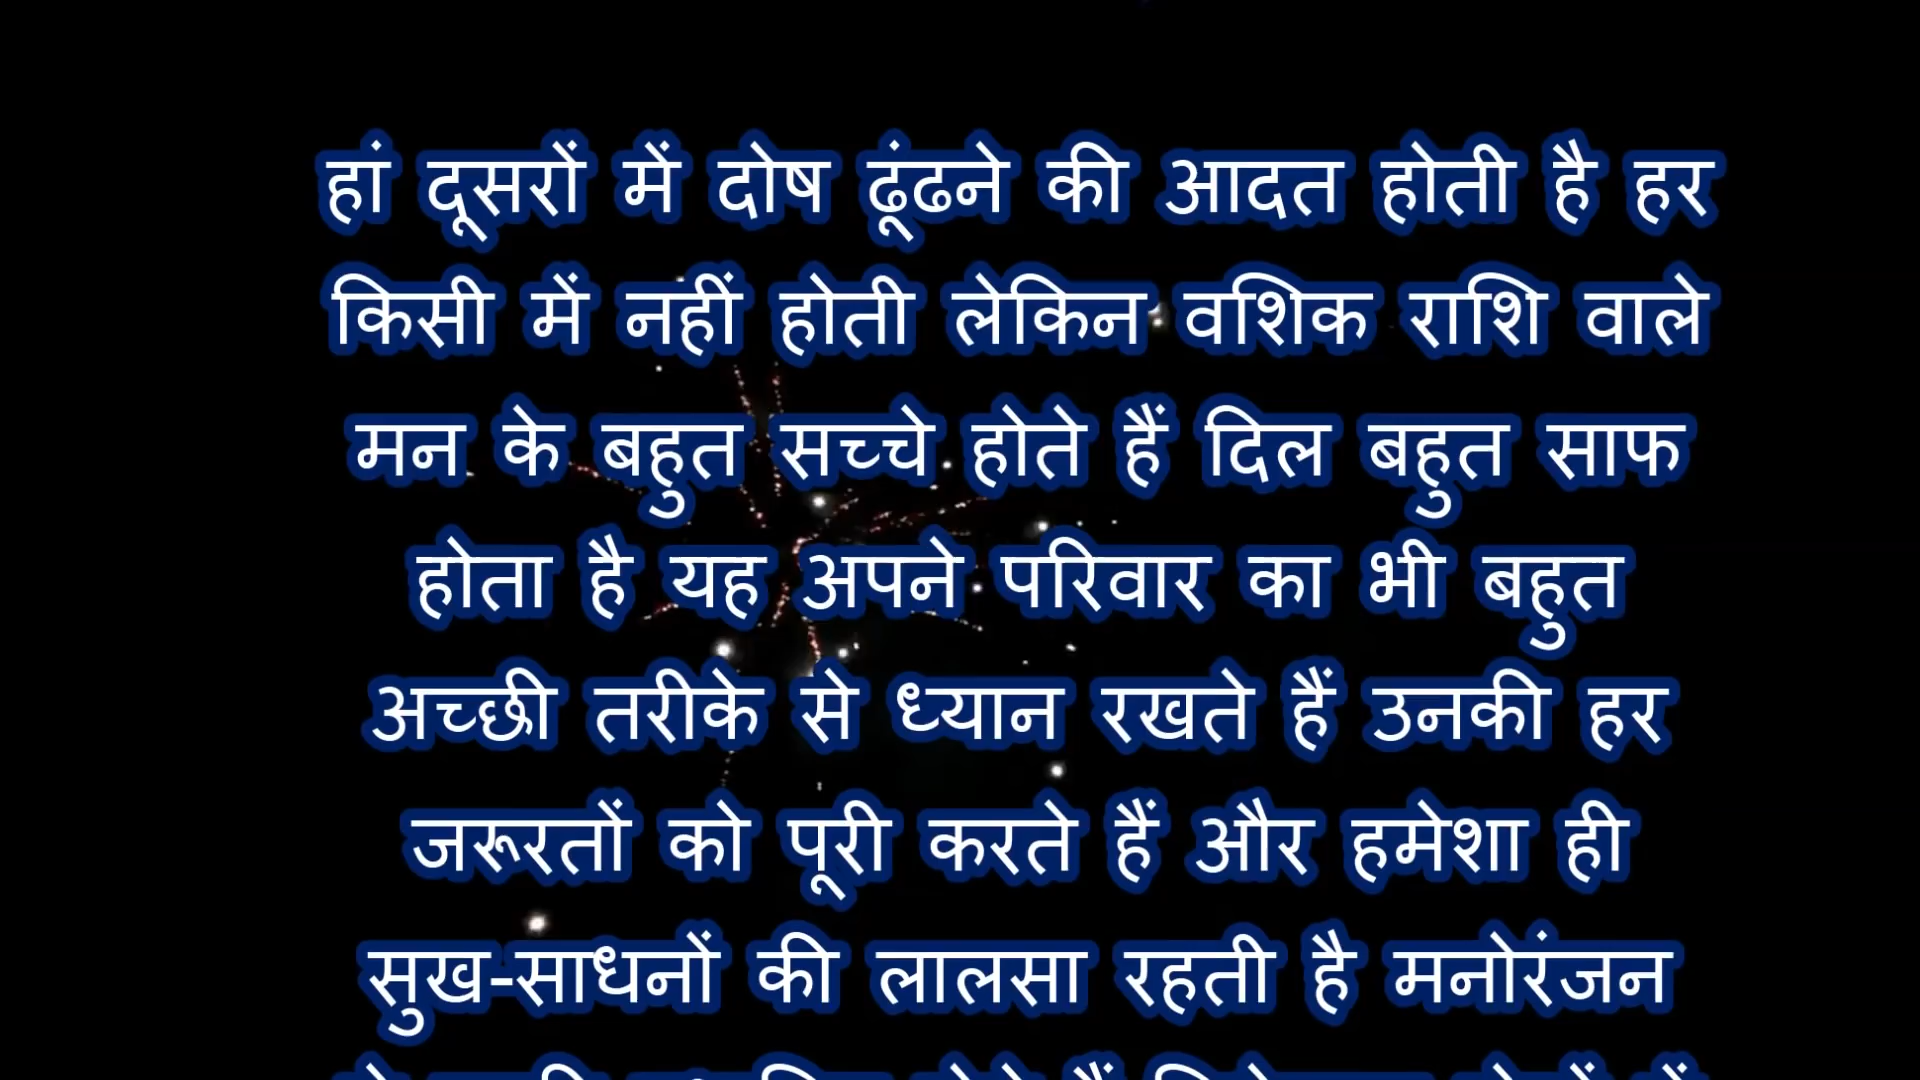 हां दूसरों में दोष ढूंढने की आदत होती है हर
किसी में नहीं होती लेकिन वशिक राशि वाले
मन के बहुत सच्चे होते हैं दिल बहुत साफ
होता है यह अपने परिवार का भी बहुत
अच्छी तरीके से ध्यान रखते हैं उनकी हर
जरूरतों को पूरी करते हैं और हमेशा ही
सुख-साधनों की लालसा रहती है मनोरंजन